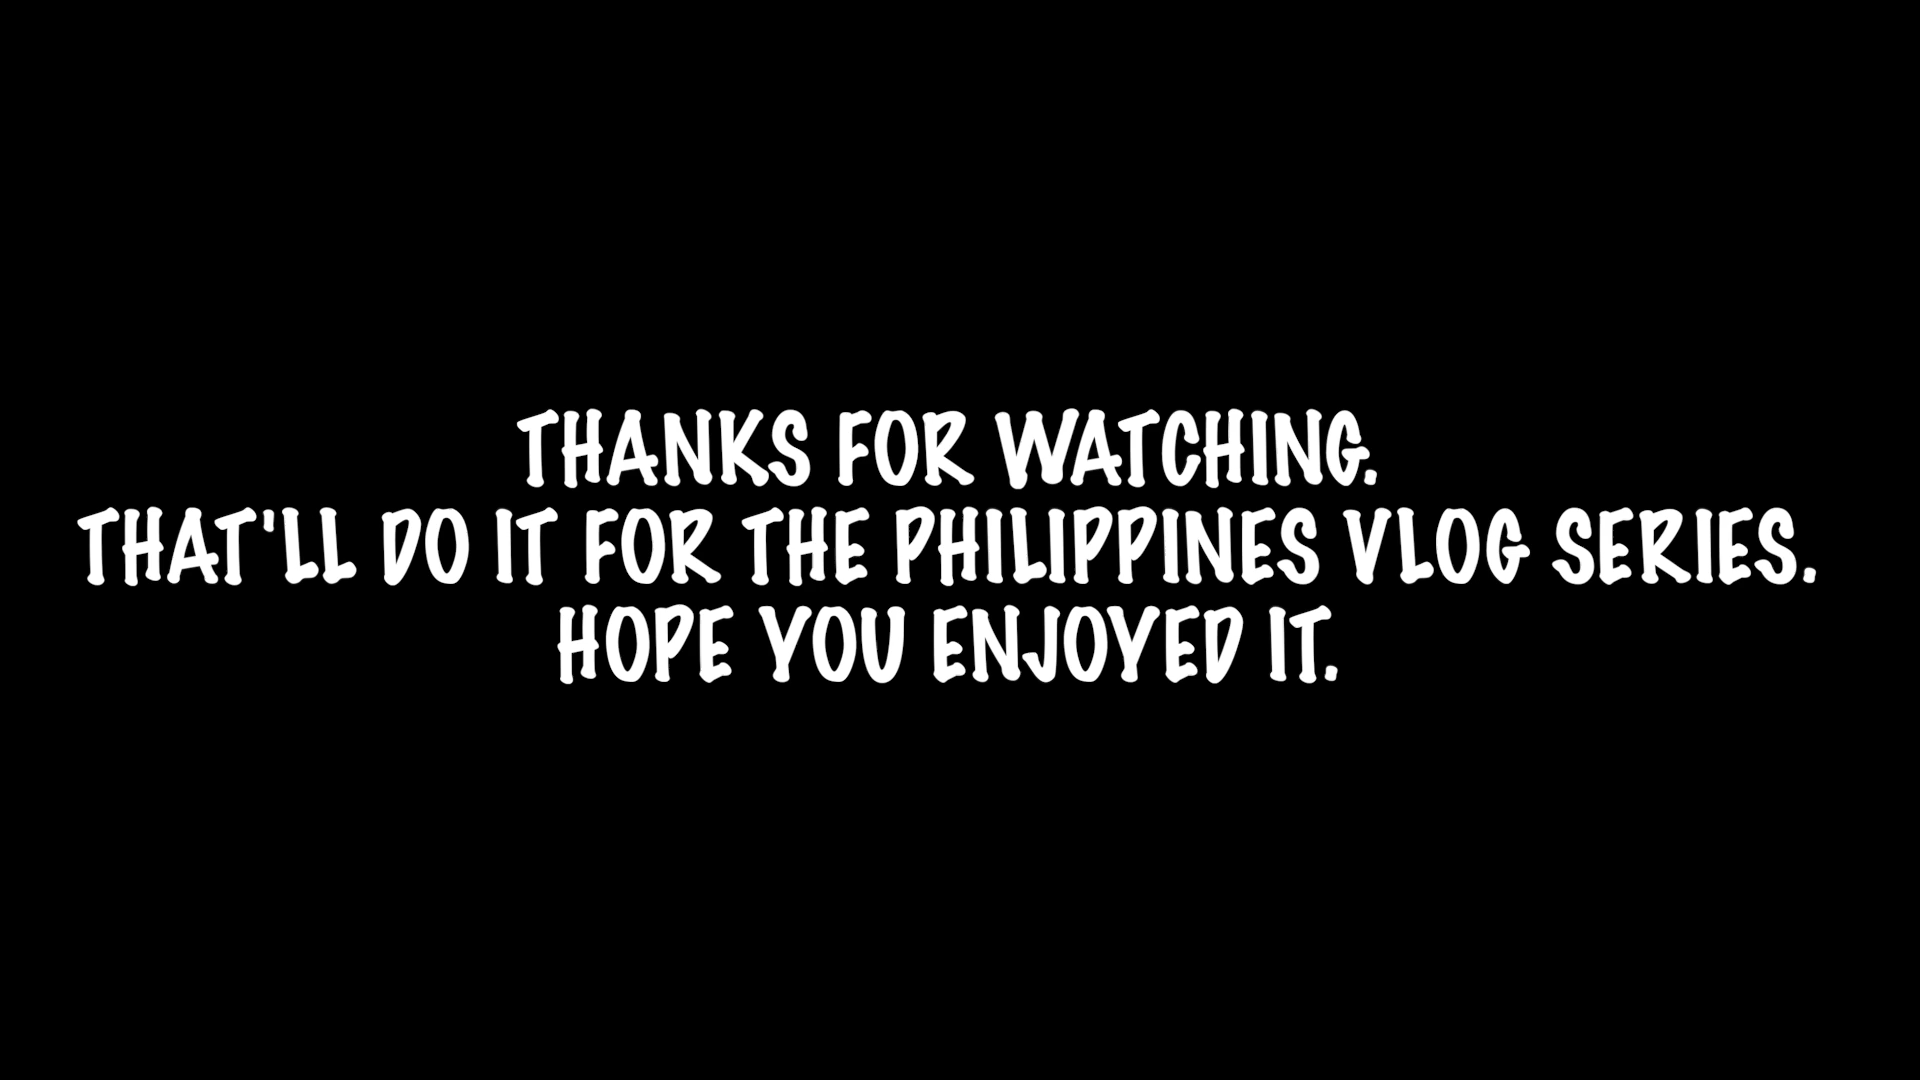 THANKS FOR WATCHING.
THAT'LL DO IT FOR THE PHILIPPINES VLOG SERIES.
HOPE YOU ENJOYED IT.